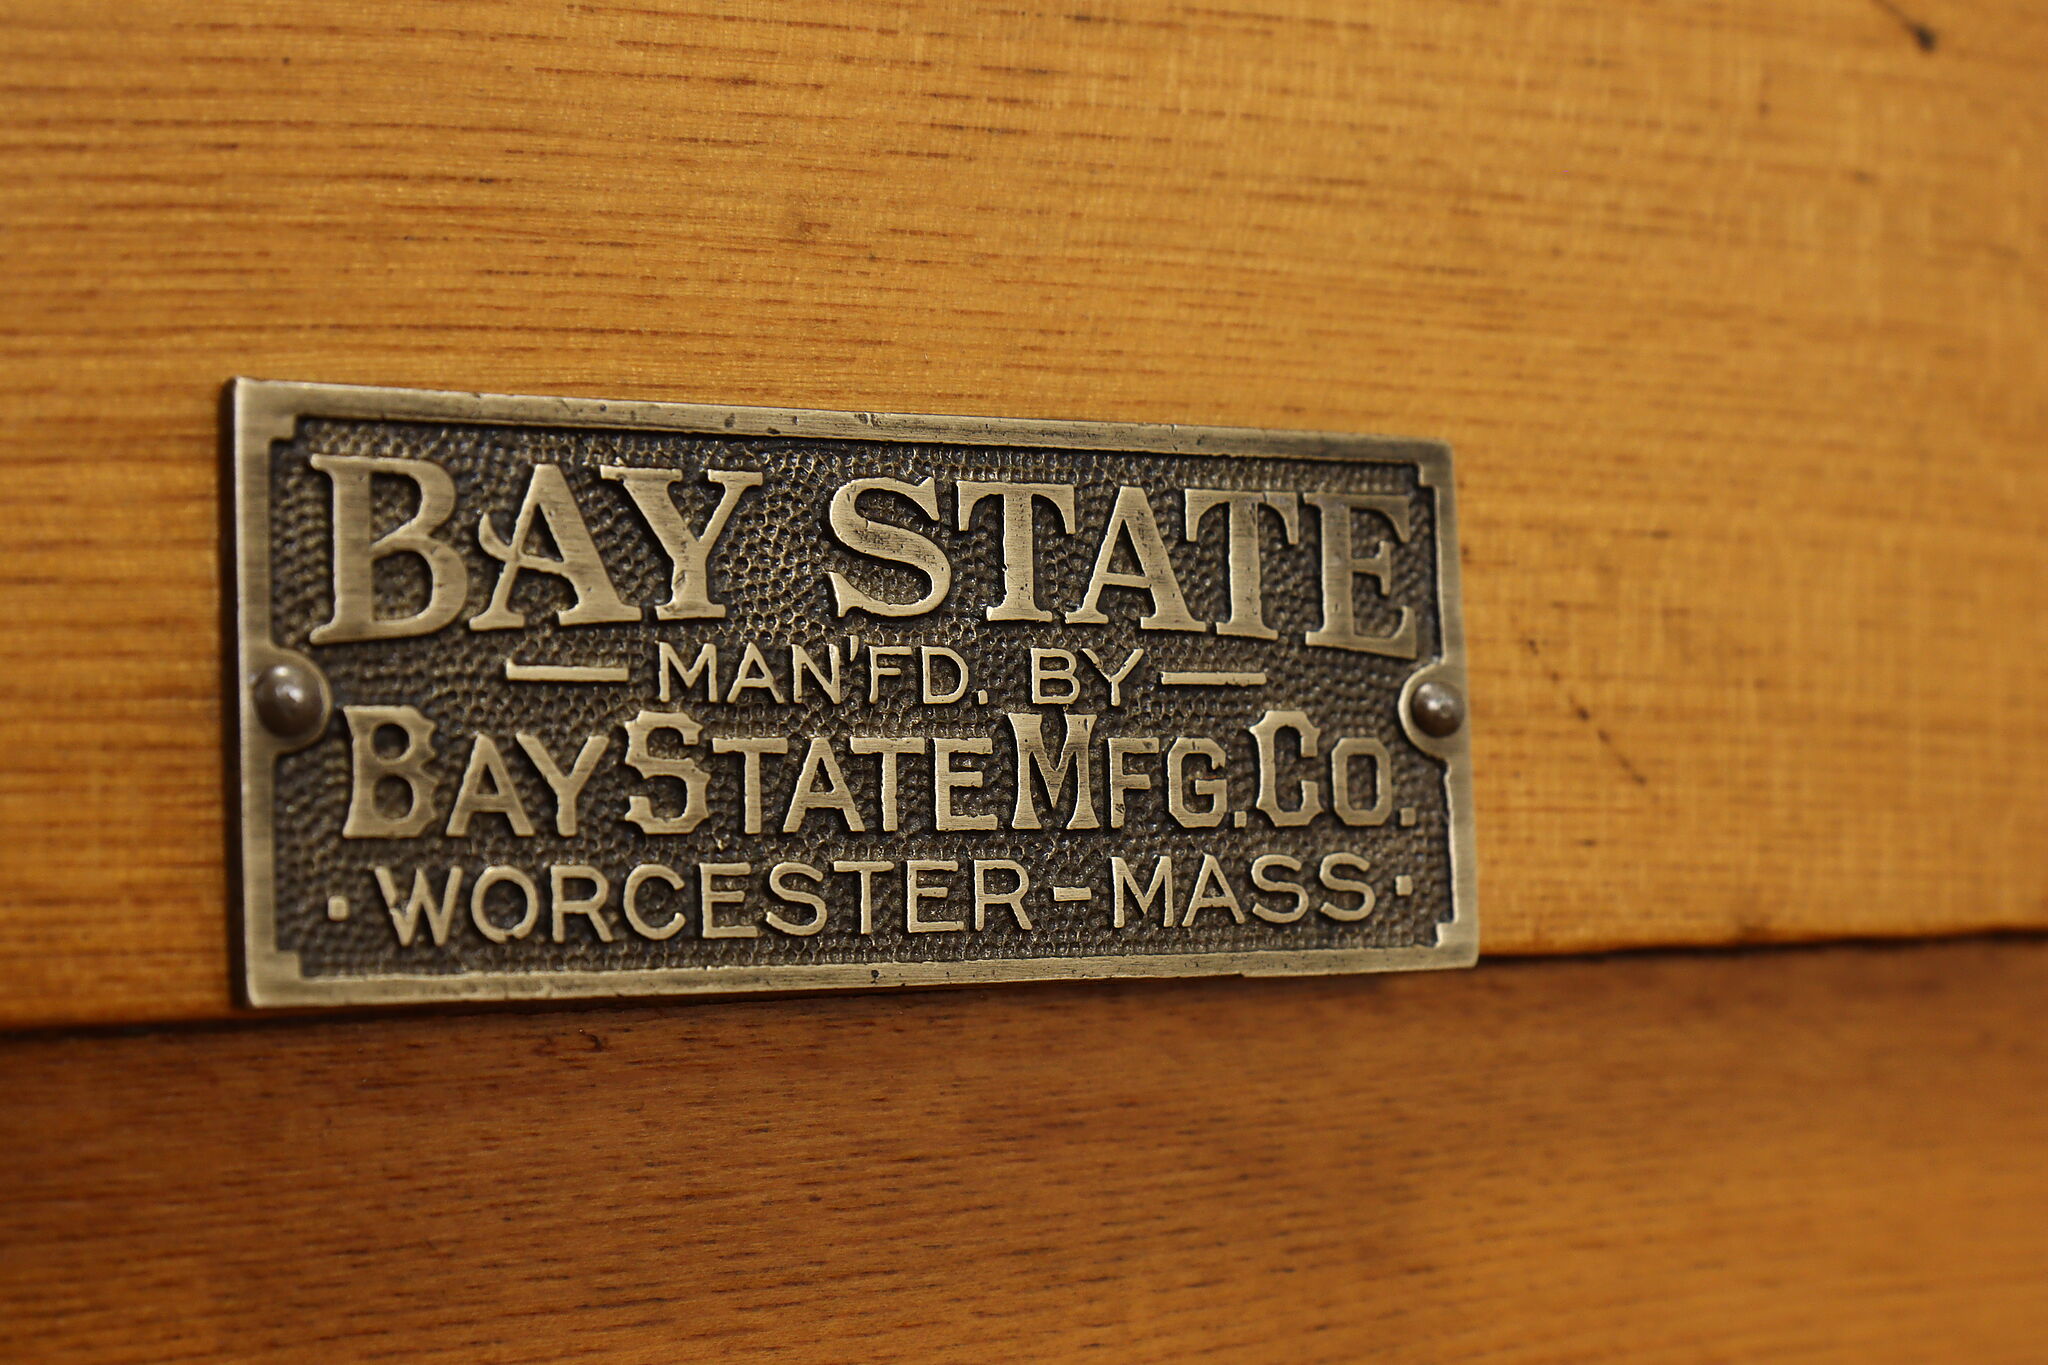 BAY STATE
— MAN'FD. BY —
BAY STATE MFG. CO.
· WORCESTER - MASS ·